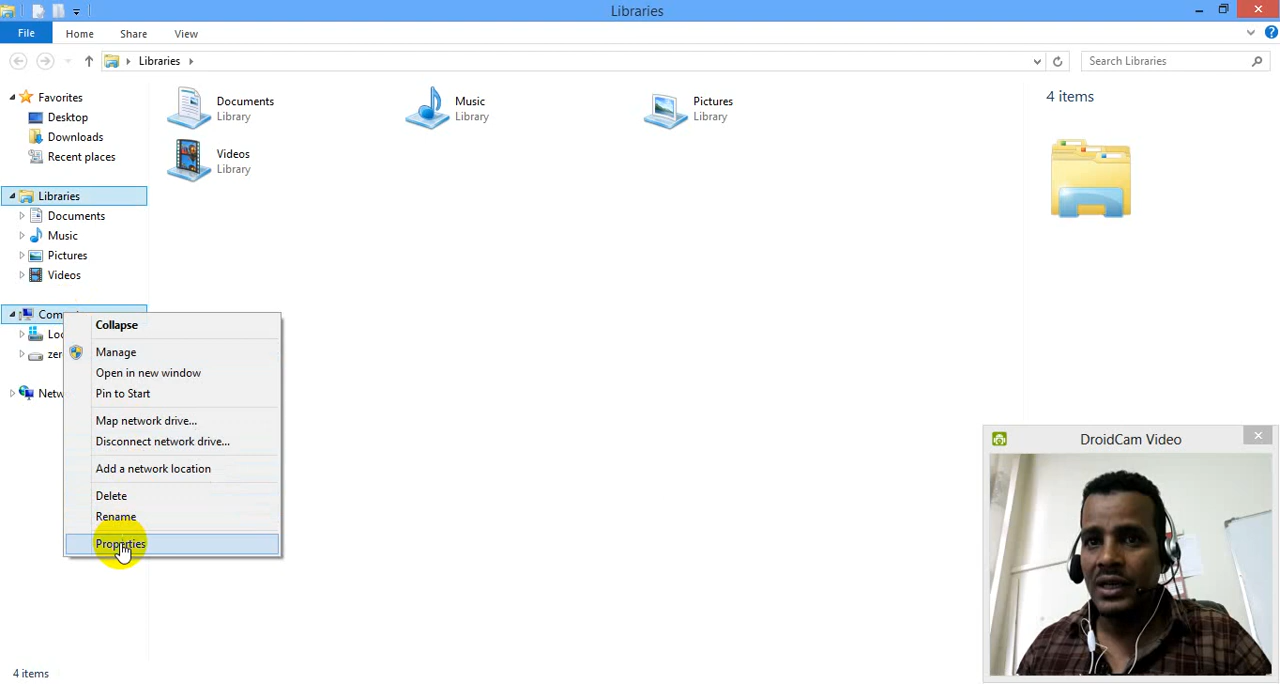 Libraries
File Home Share View
Libraries
Search Libraries
Favorites
Desktop
Downloads
Recent places
Libraries
Documents
Music
Pictures
Videos
Documents
Library
Music
Library
Pictures
Library
Videos
Library
4 items
Collapse
Manage
Open in new window
Pin to Start
Map network drive...
Disconnect network drive...
Add a network location
Delete
Rename
Properties
DroidCam Video
4 items